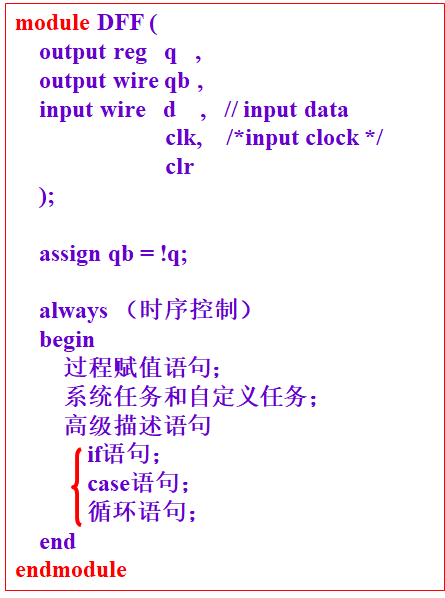 module DFF (
output reg q ,
output wire qb ,
input wire d , // input data
clk, /*input clock */
clr
);
assign qb = !q;
always （时序控制）
begin
过程赋值语句;
系统任务和自定义任务;
高级描述语句
if语句;
case语句;
循环语句;
end
endmodule